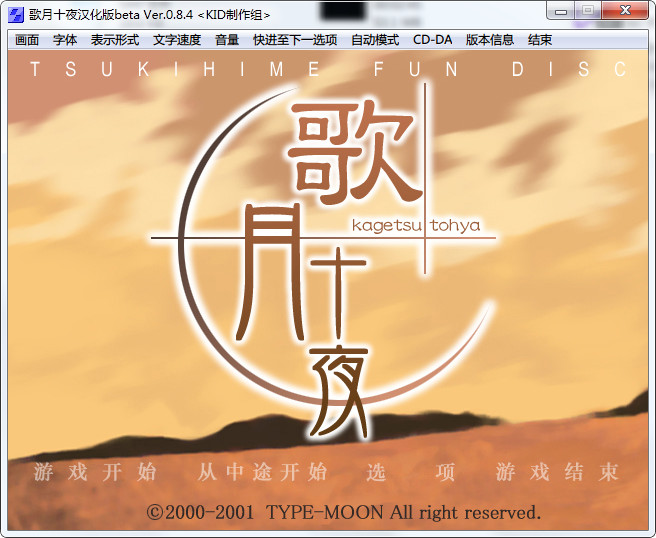 歌月十夜汉化版beta Ver.0.8.4 <KID制作组>
画面 字体 表示形式 文字速度 音量 快进至下一选项 自动模式 CD-DA 版本信息 结束
TSUKIHIME FUN DISC
歌月十夜
kagetsu tohya
游戏开始 从中途开始 选项 游戏结束
©2000-2001 TYPE-MOON All right reserved.